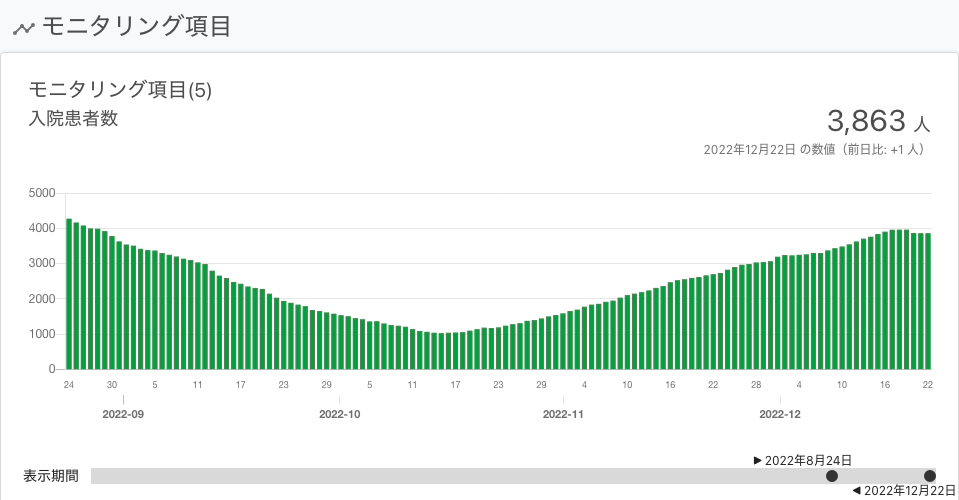 モニタリング項目
モニタリング項目(5)
入院患者数
3,863 人
2022年12月22日 の数値（前日比: +1 人）
5000
4000
3000
2000
1000
0
24 30 5 11 17 23 29 5 11 17 23 29 4 10 16 22 28 4 10 16 22
2022-09 2022-10 2022-11 2022-12
▶ 2022年8月24日
表示期間
◀ 2022年12月22日